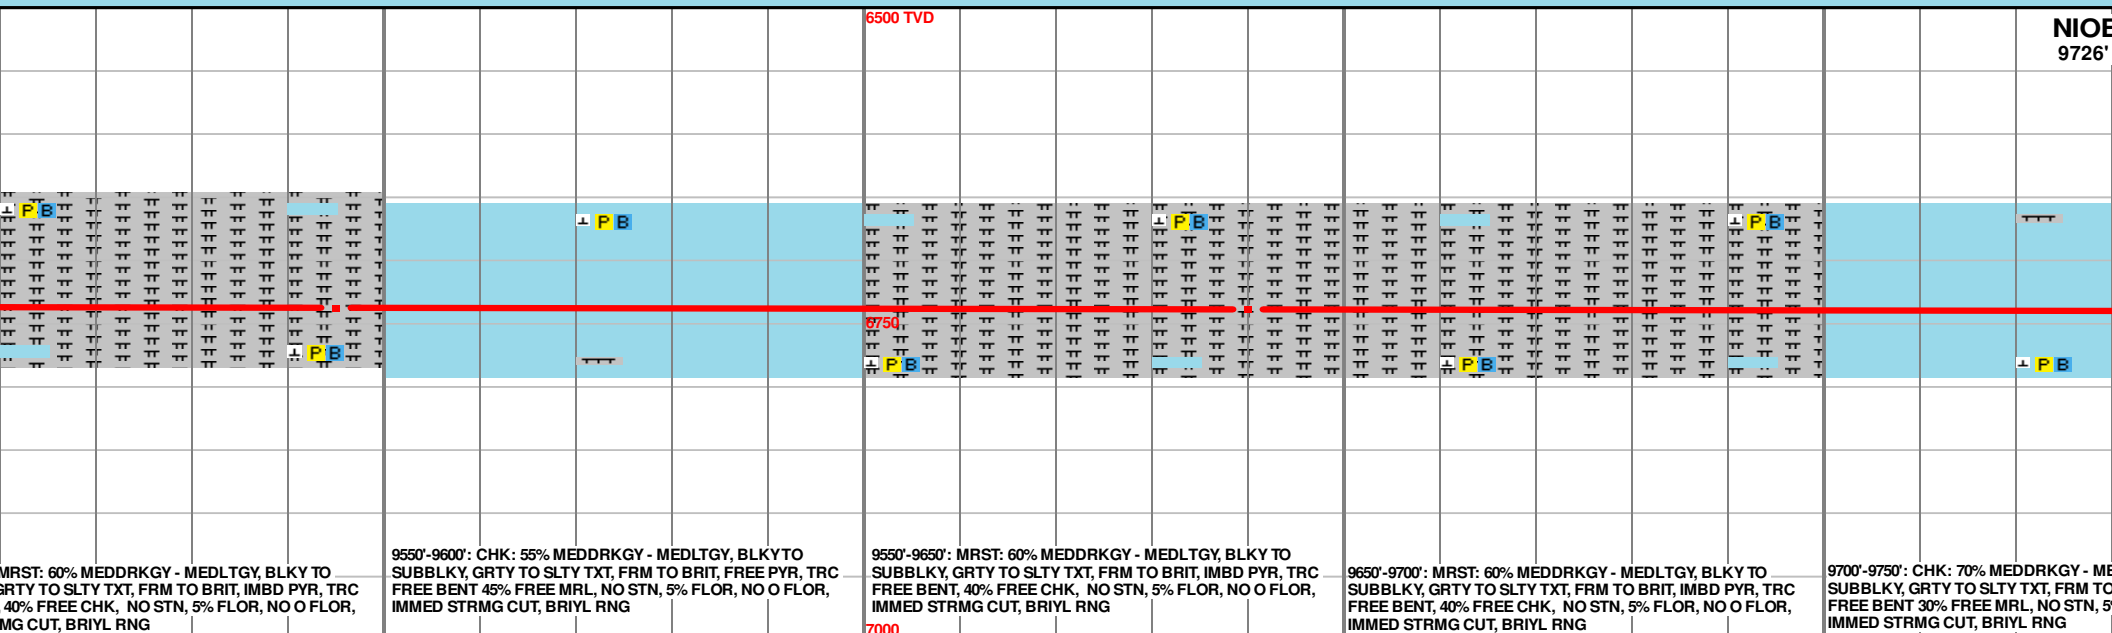 6500 TVD
NIOB
9726'
P B
P B
P B
P B
P B
6750
P B
P B
P B
P B
MRST: 60% MEDDRKGY - MEDLTGY, BLKY TO
GRTY TO SLTY TXT, FRM TO BRIT, IMBD PYR, TRC
, 40% FREE CHK, NO STN, 5% FLOR, NO O FLOR,
MG CUT, BRIYL RNG
9550'-9600': CHK: 55% MEDDRKGY - MEDLTGY, BLKY TO
SUBBLKY, GRTY TO SLTY TXT, FRM TO BRIT, FREE PYR, TRC
FREE BENT 45% FREE MRL, NO STN, 5% FLOR, NO O FLOR,
IMMED STRMG CUT, BRIYL RNG
9550'-9650': MRST: 60% MEDDRKGY - MEDLTGY, BLKY TO
SUBBLKY, GRTY TO SLTY TXT, FRM TO BRIT, IMBD PYR, TRC
FREE BENT, 40% FREE CHK, NO STN, 5% FLOR, NO O FLOR,
IMMED STRMG CUT, BRIYL RNG
7000
9650'-9700': MRST: 60% MEDDRKGY - MEDLTGY, BLKY TO
SUBBLKY, GRTY TO SLTY TXT, FRM TO BRIT, IMBD PYR, TRC
FREE BENT, 40% FREE CHK, NO STN, 5% FLOR, NO O FLOR,
IMMED STRMG CUT, BRIYL RNG
9700'-9750': CHK: 70% MEDDRKGY - ME
SUBBLKY, GRTY TO SLTY TXT, FRM TO
FREE BENT 30% FREE MRL, NO STN, 5%
IMMED STRMG CUT, BRIYL RNG